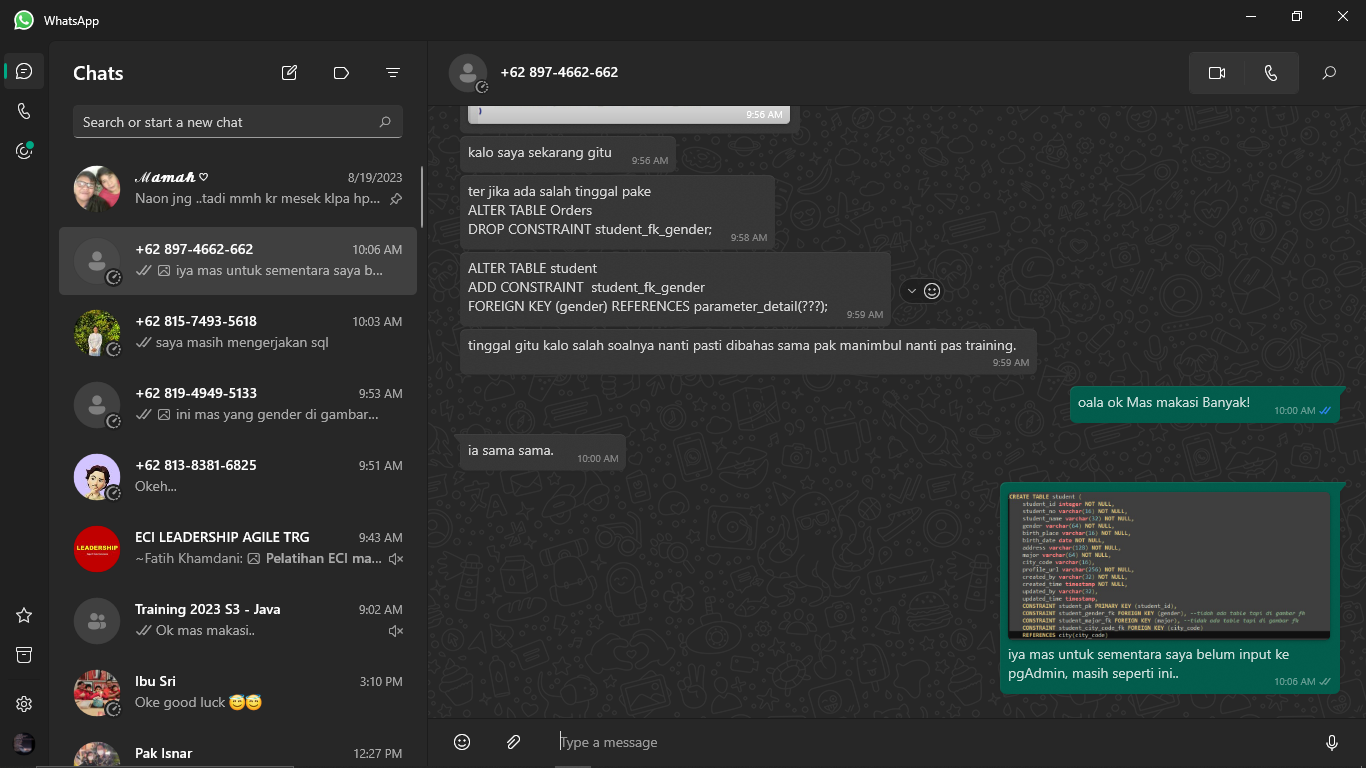 WhatsApp
Chats
Search or start a new chat
𝓜𝓪𝓶𝓪𝓱 ♡
8/19/2023
Naon jng ..tadi mmh kr mesek klpa hp...
+62 897-4662-662
10:06 AM
iya mas untuk sementara saya b...
+62 815-7493-5618
10:03 AM
saya masih mengerjakan sql
+62 819-4949-5133
9:53 AM
ini mas yang gender di gambar...
+62 813-8381-6825
9:51 AM
Okeh...
LEADERSHIP
ECI LEADERSHIP AGILE TRG
9:43 AM
~Fatih Khamdani: Pelatihan ECI ma...
Training 2023 S3 - Java
9:02 AM
Ok mas makasi..
Ibu Sri
3:10 PM
Oke good luck 😇😇
Pak Isnar
12:27 PM
+62 897-4662-662
)
9:56 AM
kalo saya sekarang gitu
9:56 AM
ter jika ada salah tinggal pake
ALTER TABLE Orders
DROP CONSTRAINT student_fk_gender;
9:58 AM
ALTER TABLE student
ADD CONSTRAINT  student_fk_gender
FOREIGN KEY (gender) REFERENCES parameter_detail(???);
9:59 AM
tinggal gitu kalo salah soalnya nanti pasti dibahas sama pak manimbul nanti pas training.
9:59 AM
oala ok Mas makasi Banyak!
10:00 AM
ia sama sama.
10:00 AM
CREATE TABLE student (
student_id integer NOT NULL,
student_no varchar(16) NOT NULL,
student_name varchar(32) NOT NULL,
gender varchar(64) NOT NULL,
birth_place varchar(16) NOT NULL,
birth_date date NOT NULL,
address varchar(128) NOT NULL,
major varchar(64) NOT NULL,
city_code varchar(16),
profile_url varchar(256) NOT NULL,
created_by varchar(32) NOT NULL,
created_time timestamp NOT NULL,
updated_by varchar(32),
updated_time timestamp,
CONSTRAINT student_pk PRIMARY KEY (student_id),
CONSTRAINT student_gender_fk FOREIGN KEY (gender), --tidak ada table tapi di gambar fk
CONSTRAINT student_major_fk FOREIGN KEY (major), --tidak ada table tapi di gambar fk
CONSTRAINT student_city_code_fk FOREIGN KEY (city_code)
REFERENCES city(city_code)
iya mas untuk sementara saya belum input ke
pgAdmin, masih seperti ini..
10:06 AM
Type a message